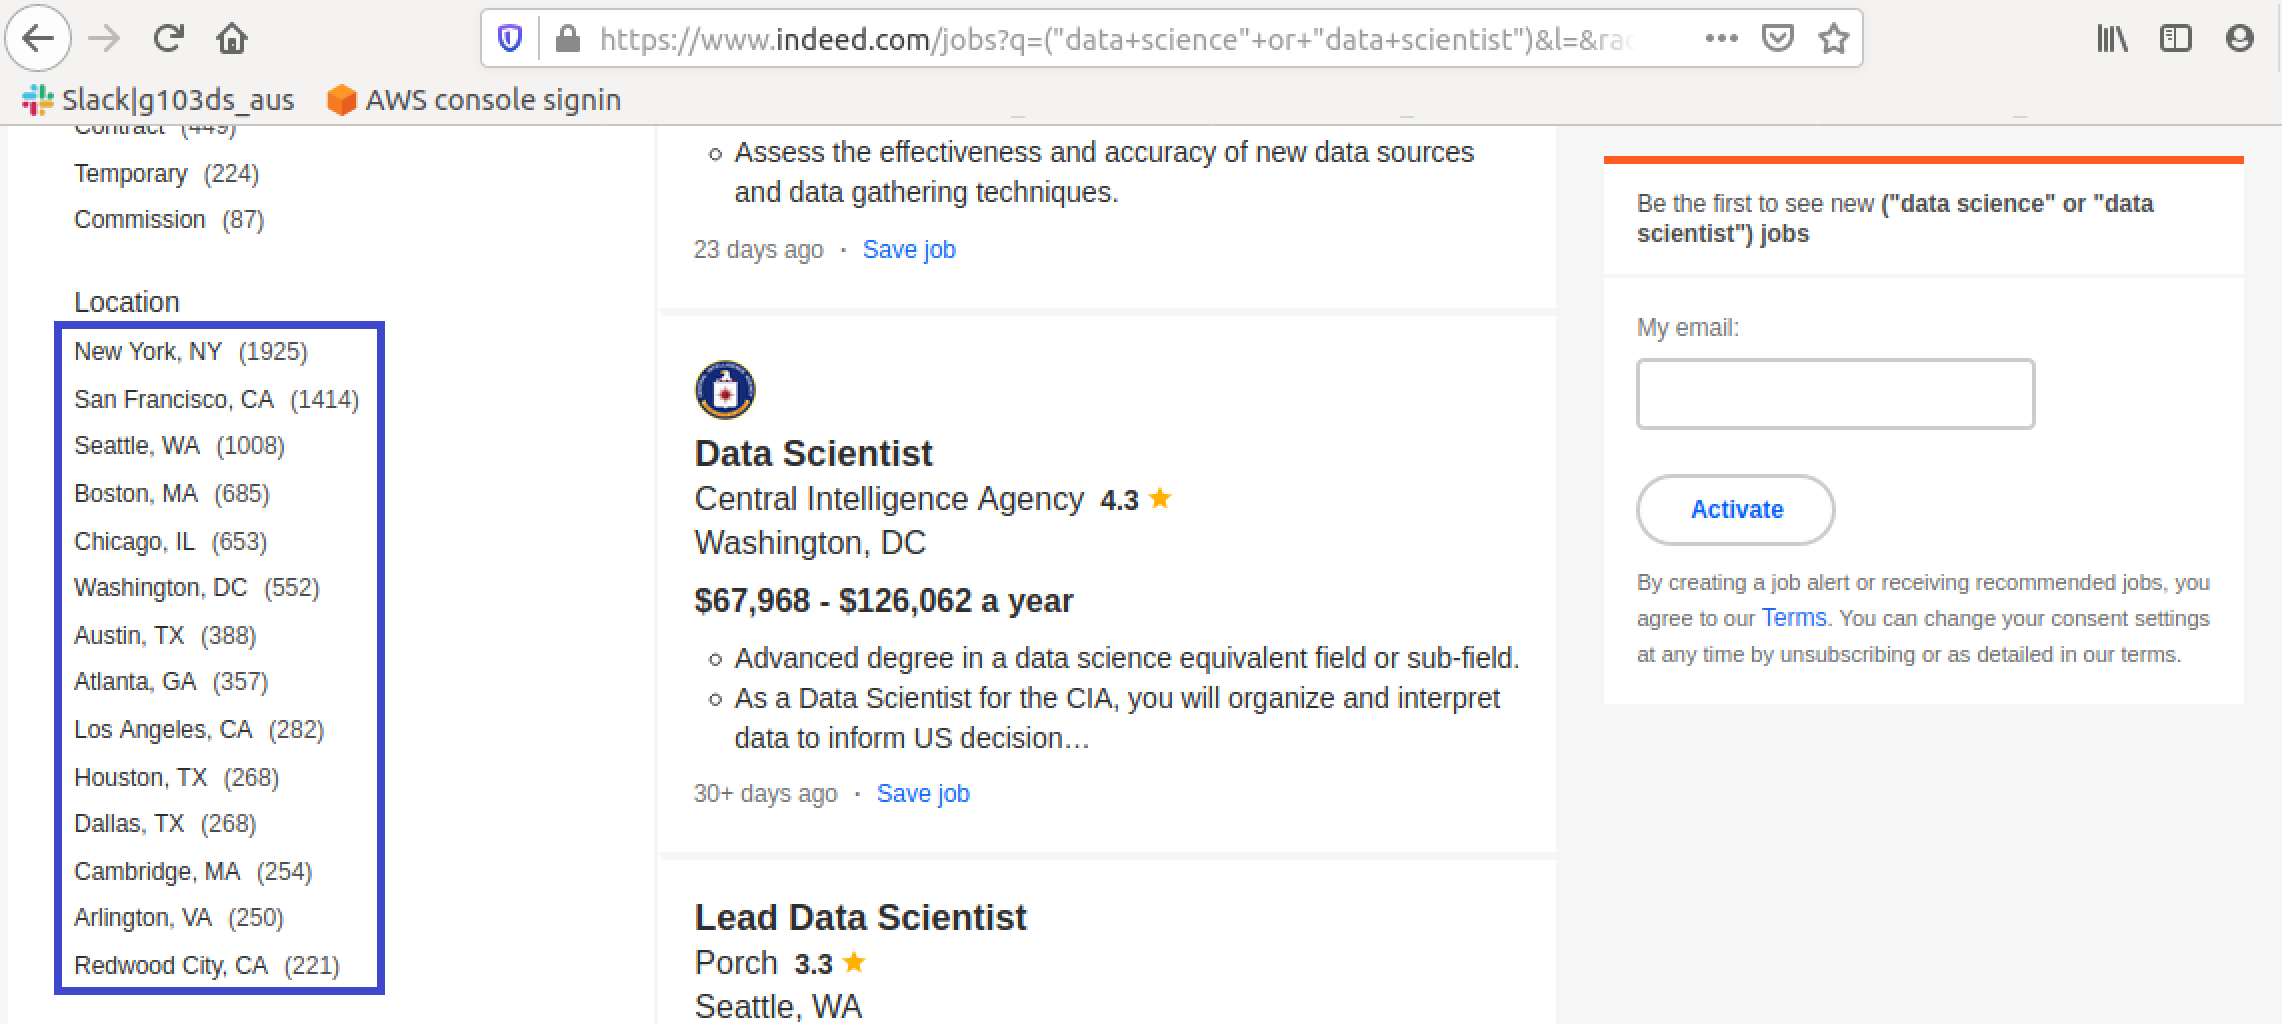 https://www.indeed.com/jobs?q=("data+science"+or+"data+scientist")&l=&rac
Slack|g103ds_aus
AWS console signin
Contract (449)
Temporary (224)
Commission (87)
Location
New York, NY (1925)
San Francisco, CA (1414)
Seattle, WA (1008)
Boston, MA (685)
Chicago, IL (653)
Washington, DC (552)
Austin, TX (388)
Atlanta, GA (357)
Los Angeles, CA (282)
Houston, TX (268)
Dallas, TX (268)
Cambridge, MA (254)
Arlington, VA (250)
Redwood City, CA (221)
Assess the effectiveness and accuracy of new data sources
and data gathering techniques.
23 days ago · Save job
Data Scientist
Central Intelligence Agency 4.3
Washington, DC
$67,968 - $126,062 a year
Advanced degree in a data science equivalent field or sub-field.
As a Data Scientist for the CIA, you will organize and interpret
data to inform US decision…
30+ days ago · Save job
Lead Data Scientist
Porch 3.3
Seattle, WA
Be the first to see new ("data science" or "data
scientist") jobs
My email:
Activate
By creating a job alert or receiving recommended jobs, you
agree to our Terms. You can change your consent settings
at any time by unsubscribing or as detailed in our terms.